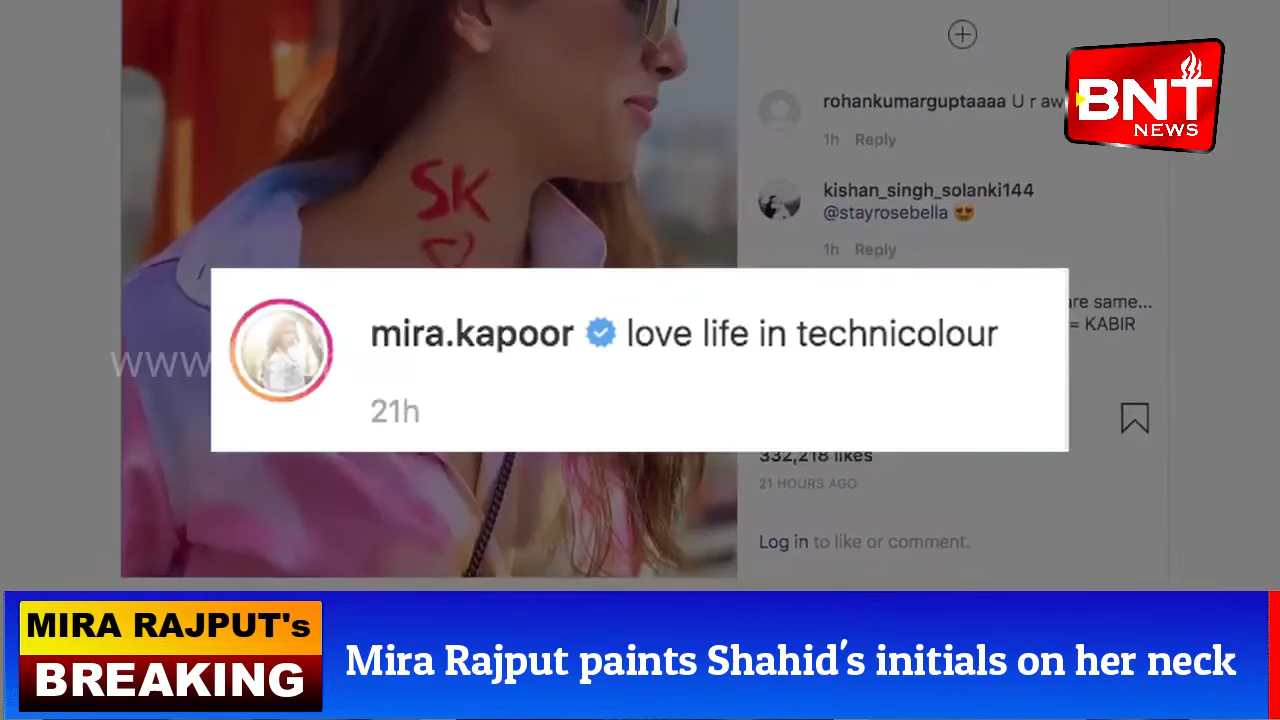 SK
rohankumarguptaaaa U r aw
1h Reply
kishan_singh_solanki144
@stayrosebella 😍
1h Reply
are same...
= KABIR
BNT
NEWS
mira.kapoor love life in technicolour
21h
www.
332,218 likes
21 HOURS AGO
Log in to like or comment.
MIRA RAJPUT's
BREAKING
Mira Rajput paints Shahid's initials on her neck